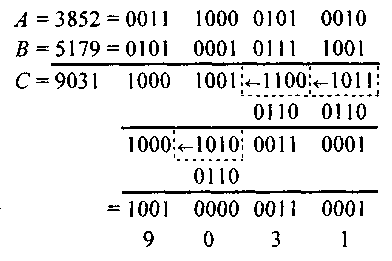 A = 3852 = 0011 1000 0101 0010
B = 5179 = 0101 0001 0111 1001
C = 9031 1000 1001 ←1100 ←1011
0110 0110
1000 ←1010 0011 0001
0110
= 1001 0000 0011 0001
9 0 3 1